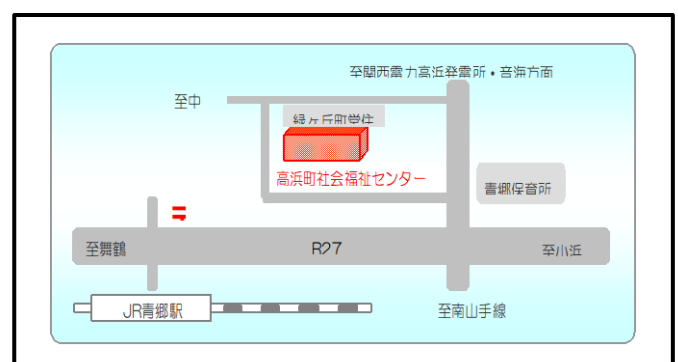 至関西電力高浜発電所・音海方面
至中
緑ヶ丘町営住
高浜町社会福祉センター
青郷保育所
至舞鶴
R27
至小浜
JR青郷駅
至南山手線